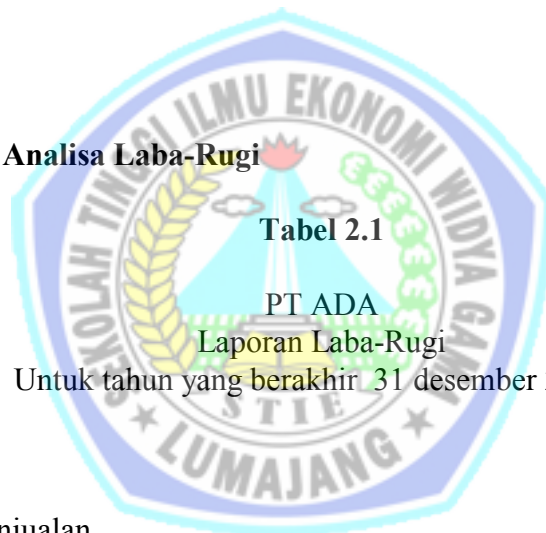 SEKOLAH TINGGI ILMU EKONOMI WIDYA GAMA
Analisa Laba-Rugi
Tabel 2.1
PT ADA
Laporan Laba-Rugi
Untuk tahun yang berakhir 31 desember
STIE
LUMAJANG